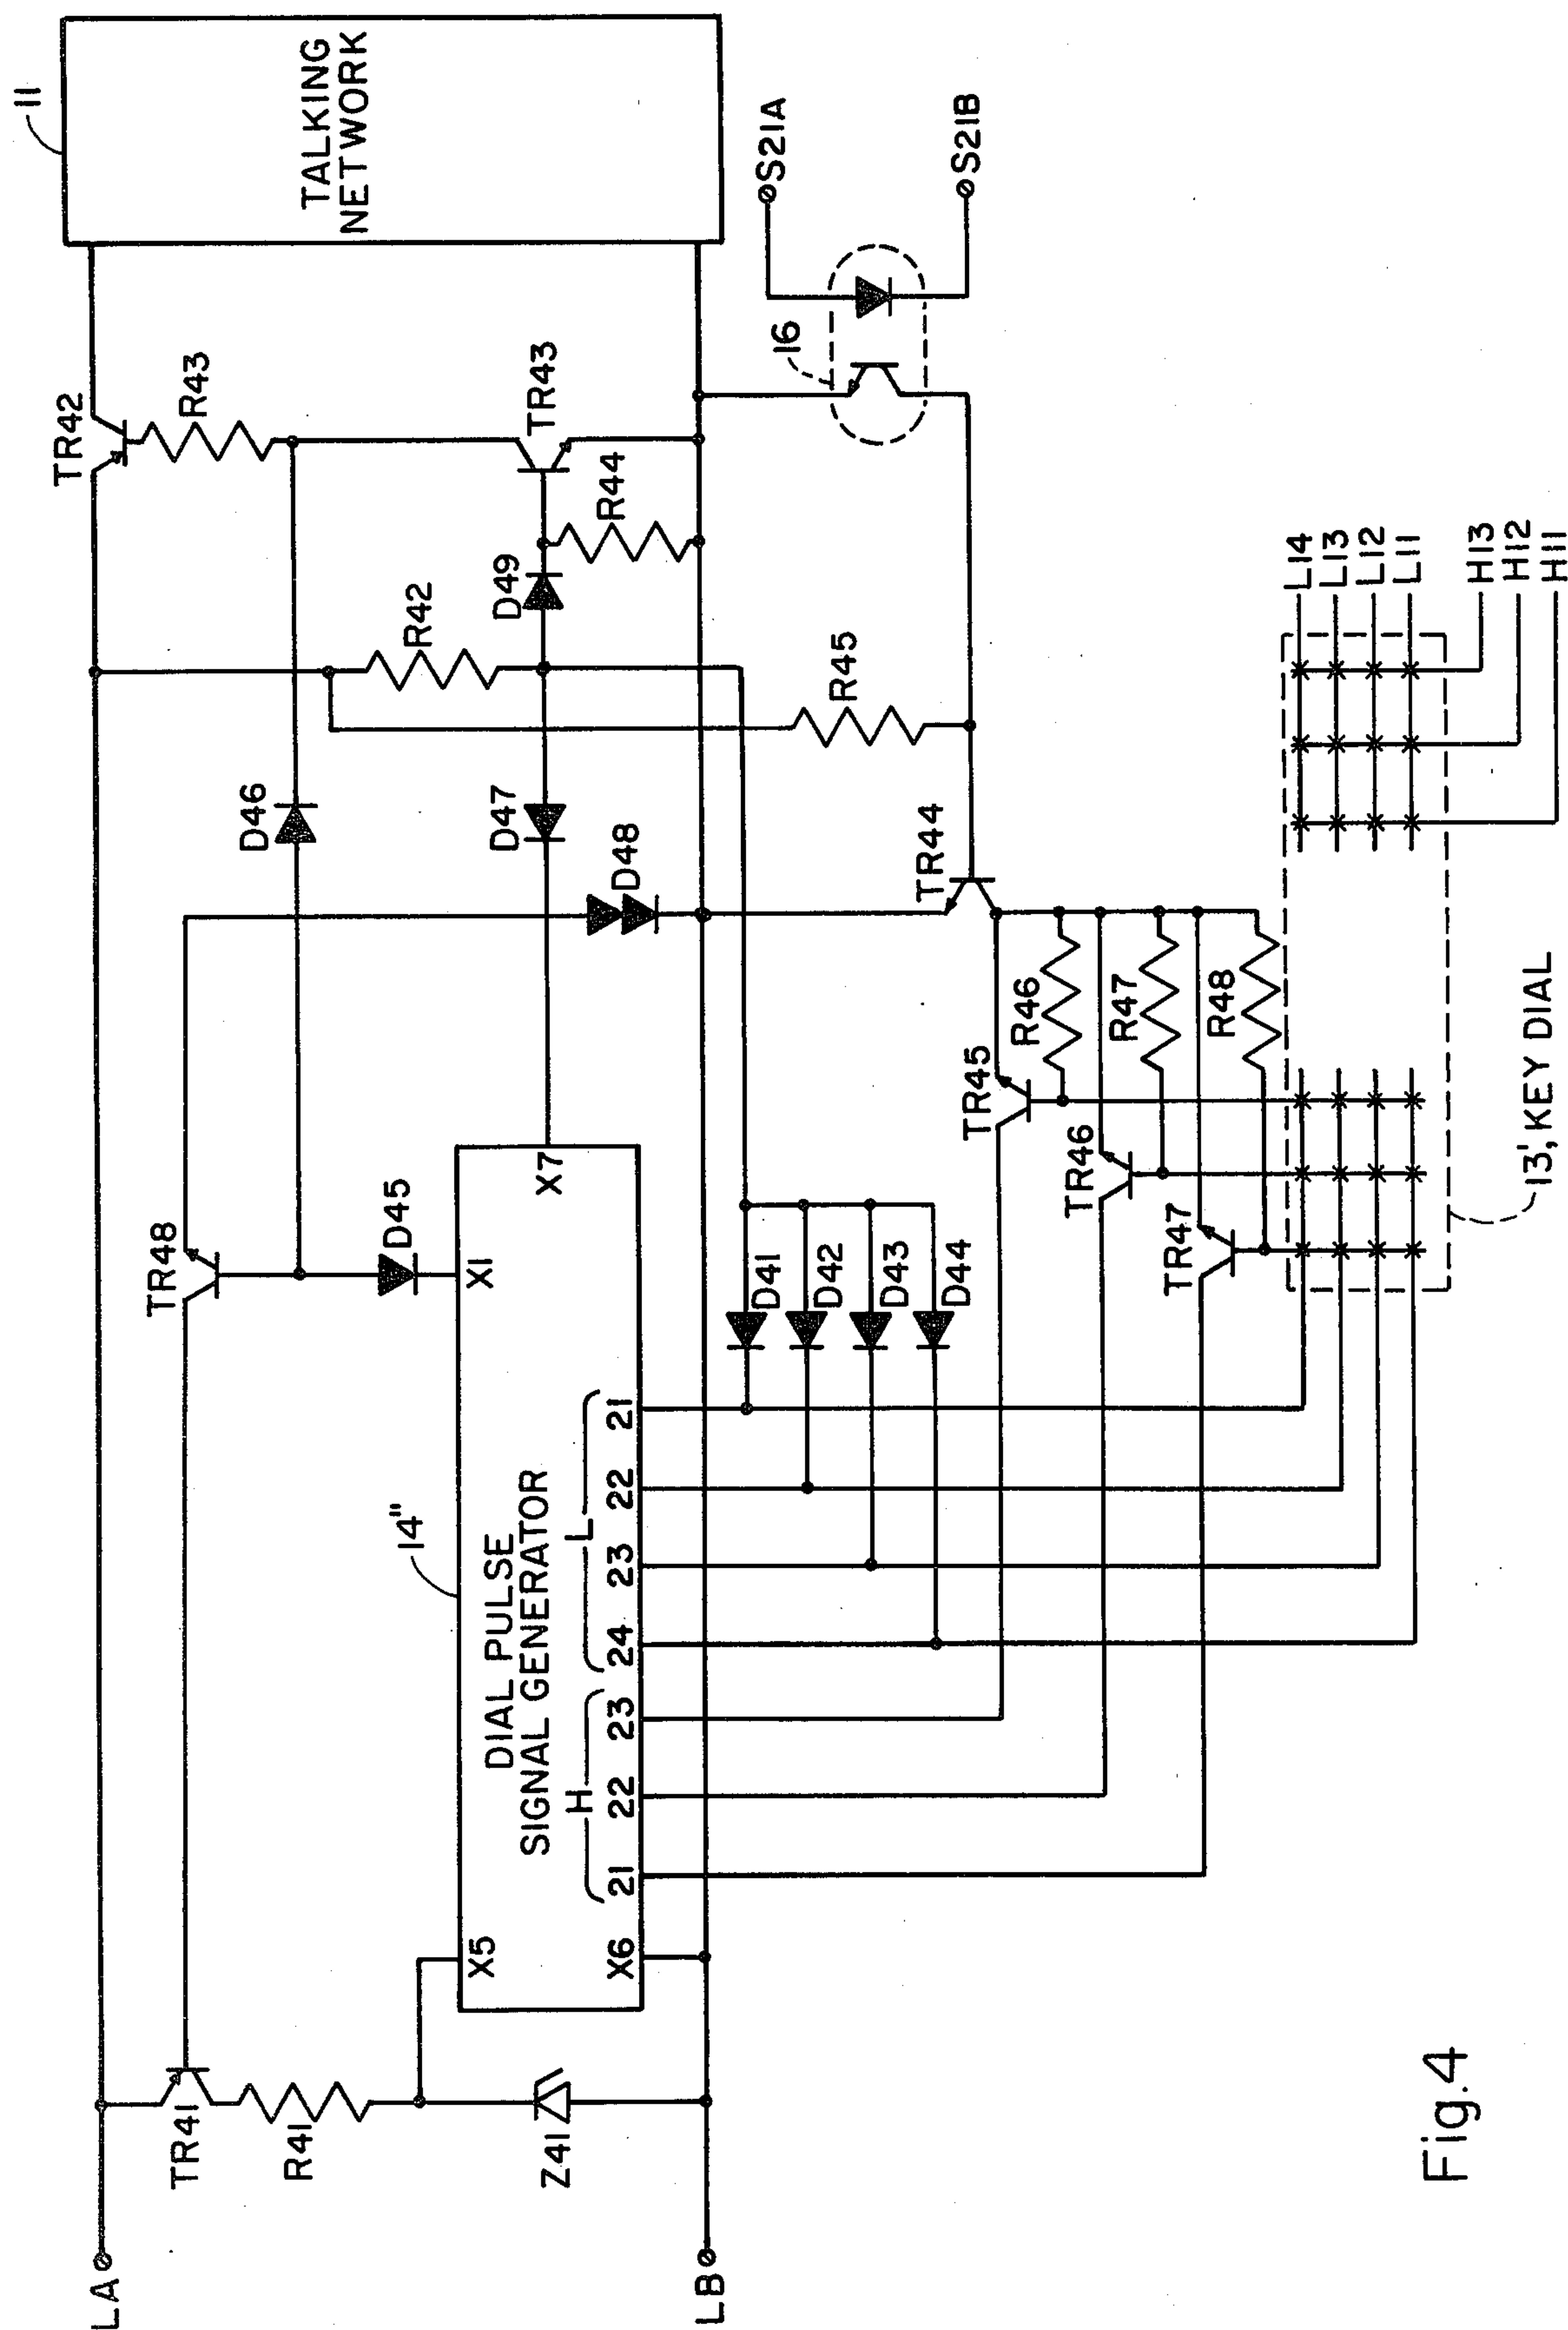 11
TALKING
NETWORK
TR42
R43
TR43
R44
D49
R42
R45
D46
D47
D48
TR44
16
S21A
S21B
TR48
D45
X1
X7
14"
DIAL PULSE
SIGNAL GENERATOR
X5
X6
H
21
22
23
L
24
23
22
21
D41
D42
D43
D44
TR45
TR46
TR47
R46
R47
R48
L14
L13
L12
L11
H13
H12
H11
13', KEY DIAL
TR41
R41
Z41
LA
LB
Fig.4